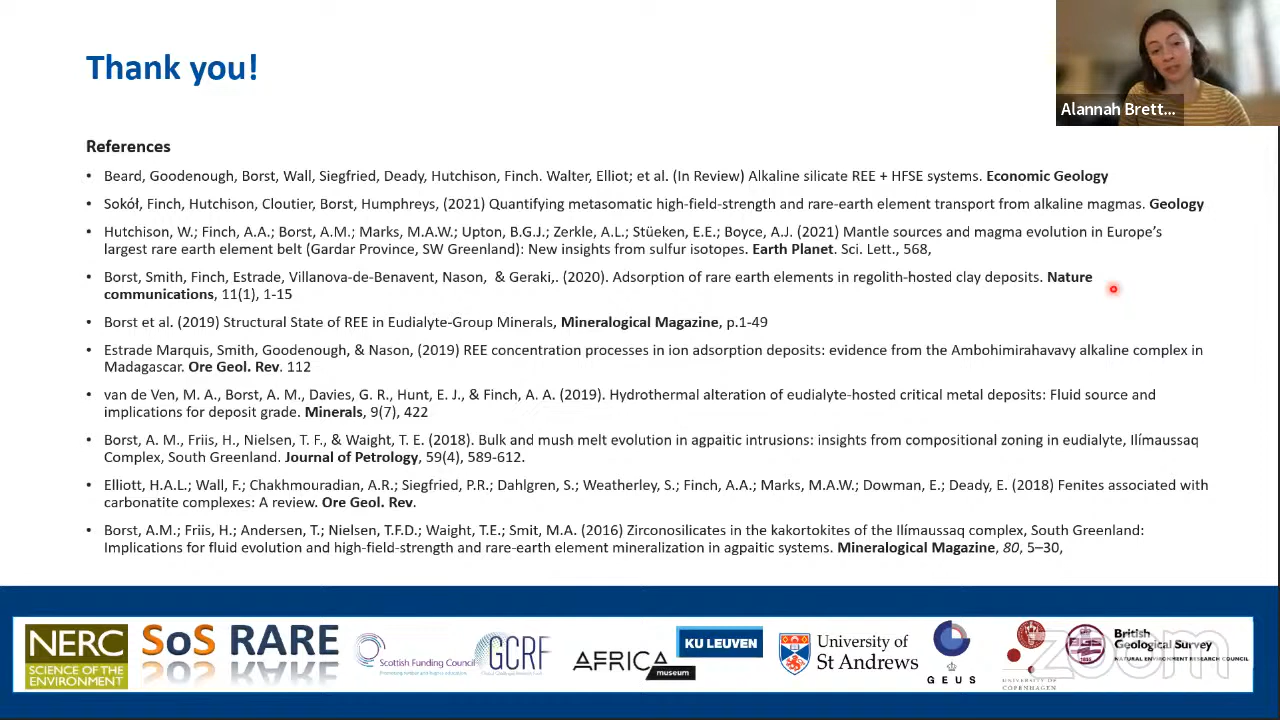 Thank you!
Alannah Brett...
References
• Beard, Goodenough, Borst, Wall, Siegfried, Deady, Hutchison, Finch. Walter, Elliot; et al. (In Review) Alkaline silicate REE + HFSE systems. Economic Geology
• Sokół, Finch, Hutchison, Cloutier, Borst, Humphreys, (2021) Quantifying metasomatic high-field-strength and rare-earth element transport from alkaline magmas. Geology
• Hutchison, W.; Finch, A.A.; Borst, A.M.; Marks, M.A.W.; Upton, B.G.J.; Zerkle, A.L.; Stüeken, E.E.; Boyce, A.J. (2021) Mantle sources and magma evolution in Europe's
largest rare earth element belt (Gardar Province, SW Greenland): New insights from sulfur isotopes. Earth Planet. Sci. Lett., 568,
• Borst, Smith, Finch, Estrade, Villanova-de-Benavent, Nason, & Geraki,. (2020). Adsorption of rare earth elements in regolith-hosted clay deposits. Nature
communications, 11(1), 1-15
• Borst et al. (2019) Structural State of REE in Eudialyte-Group Minerals, Mineralogical Magazine, p.1-49
• Estrade Marquis, Smith, Goodenough, & Nason, (2019) REE concentration processes in ion adsorption deposits: evidence from the Ambohimirahavavy alkaline complex in
Madagascar. Ore Geol. Rev. 112
• van de Ven, M. A., Borst, A. M., Davies, G. R., Hunt, E. J., & Finch, A. A. (2019). Hydrothermal alteration of eudialyte-hosted critical metal deposits: Fluid source and
implications for deposit grade. Minerals, 9(7), 422
• Borst, A. M., Friis, H., Nielsen, T. F., & Waight, T. E. (2018). Bulk and mush melt evolution in agpaitic intrusions: insights from compositional zoning in eudialyte, Ilímaussaq
Complex, South Greenland. Journal of Petrology, 59(4), 589-612.
• Elliott, H.A.L.; Wall, F.; Chakhmouradian, A.R.; Siegfried, P.R.; Dahlgren, S.; Weatherley, S.; Finch, A.A.; Marks, M.A.W.; Dowman, E.; Deady, E. (2018) Fenites associated with
carbonatite complexes: A review. Ore Geol. Rev.
• Borst, A.M.; Friis, H.; Andersen, T.; Nielsen, T.F.D.; Waight, T.E.; Smit, M.A. (2016) Zirconosilicates in the kakortokites of the Ilímaussaq complex, South Greenland:
Implications for fluid evolution and high-field-strength and rare-earth element mineralization in agpaitic systems. Mineralogical Magazine, 80, 5–30,
NERC
SCIENCE OF THE
ENVIRONMENT
SoS RARE
Scottish Funding Council
GCRF
AFRICA
museum
KU LEUVEN
University of
St Andrews
GEUS
UNIVERSITY OF
COPENHAGEN
British
Geological Survey
NATURAL ENVIRONMENT RESEARCH COUNCIL
zoom